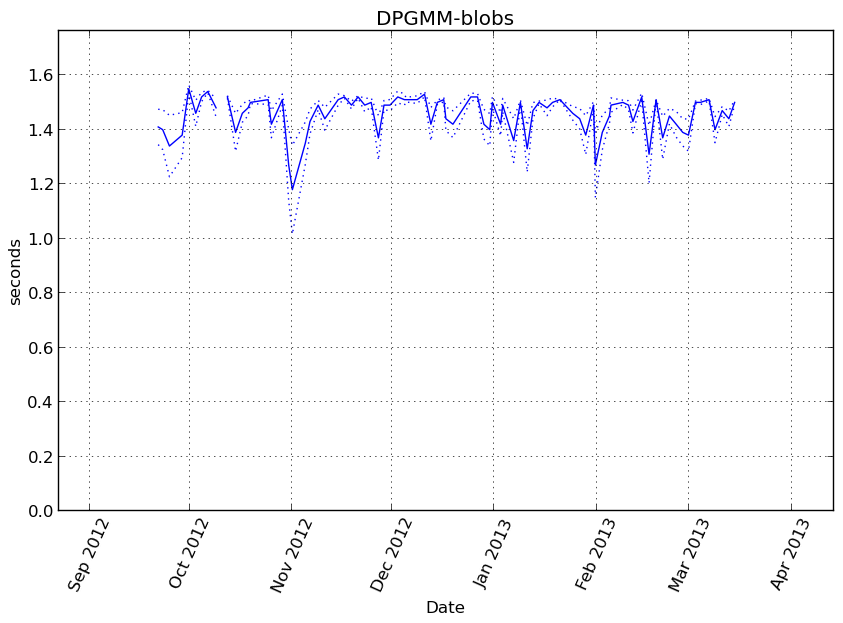 DPGMM-blobs
1.6
1.4
1.2
1.0
0.8
0.6
0.4
0.2
0.0
seconds
Sep 2012
Oct 2012
Nov 2012
Dec 2012
Jan 2013
Feb 2013
Mar 2013
Apr 2013
Date